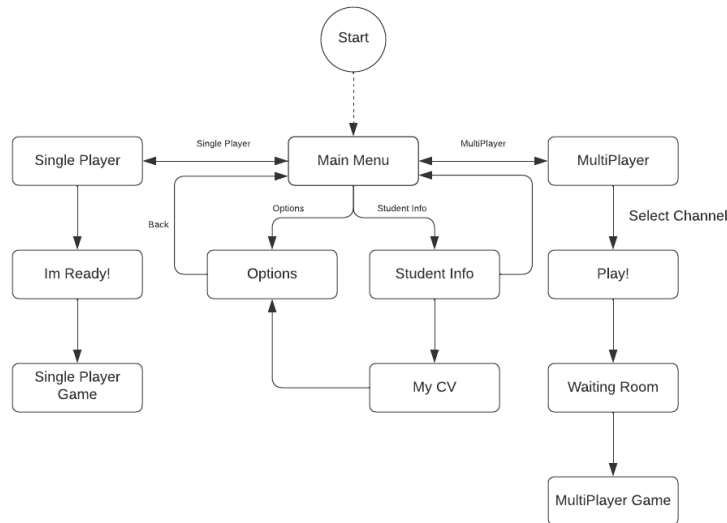 Start
Single Player
MultiPlayer
Single Player
Main Menu
MultiPlayer
Options
Student Info
Select Channel
Back
Im Ready!
Options
Student Info
Play!
Single Player
Game
My CV
Waiting Room
MultiPlayer Game